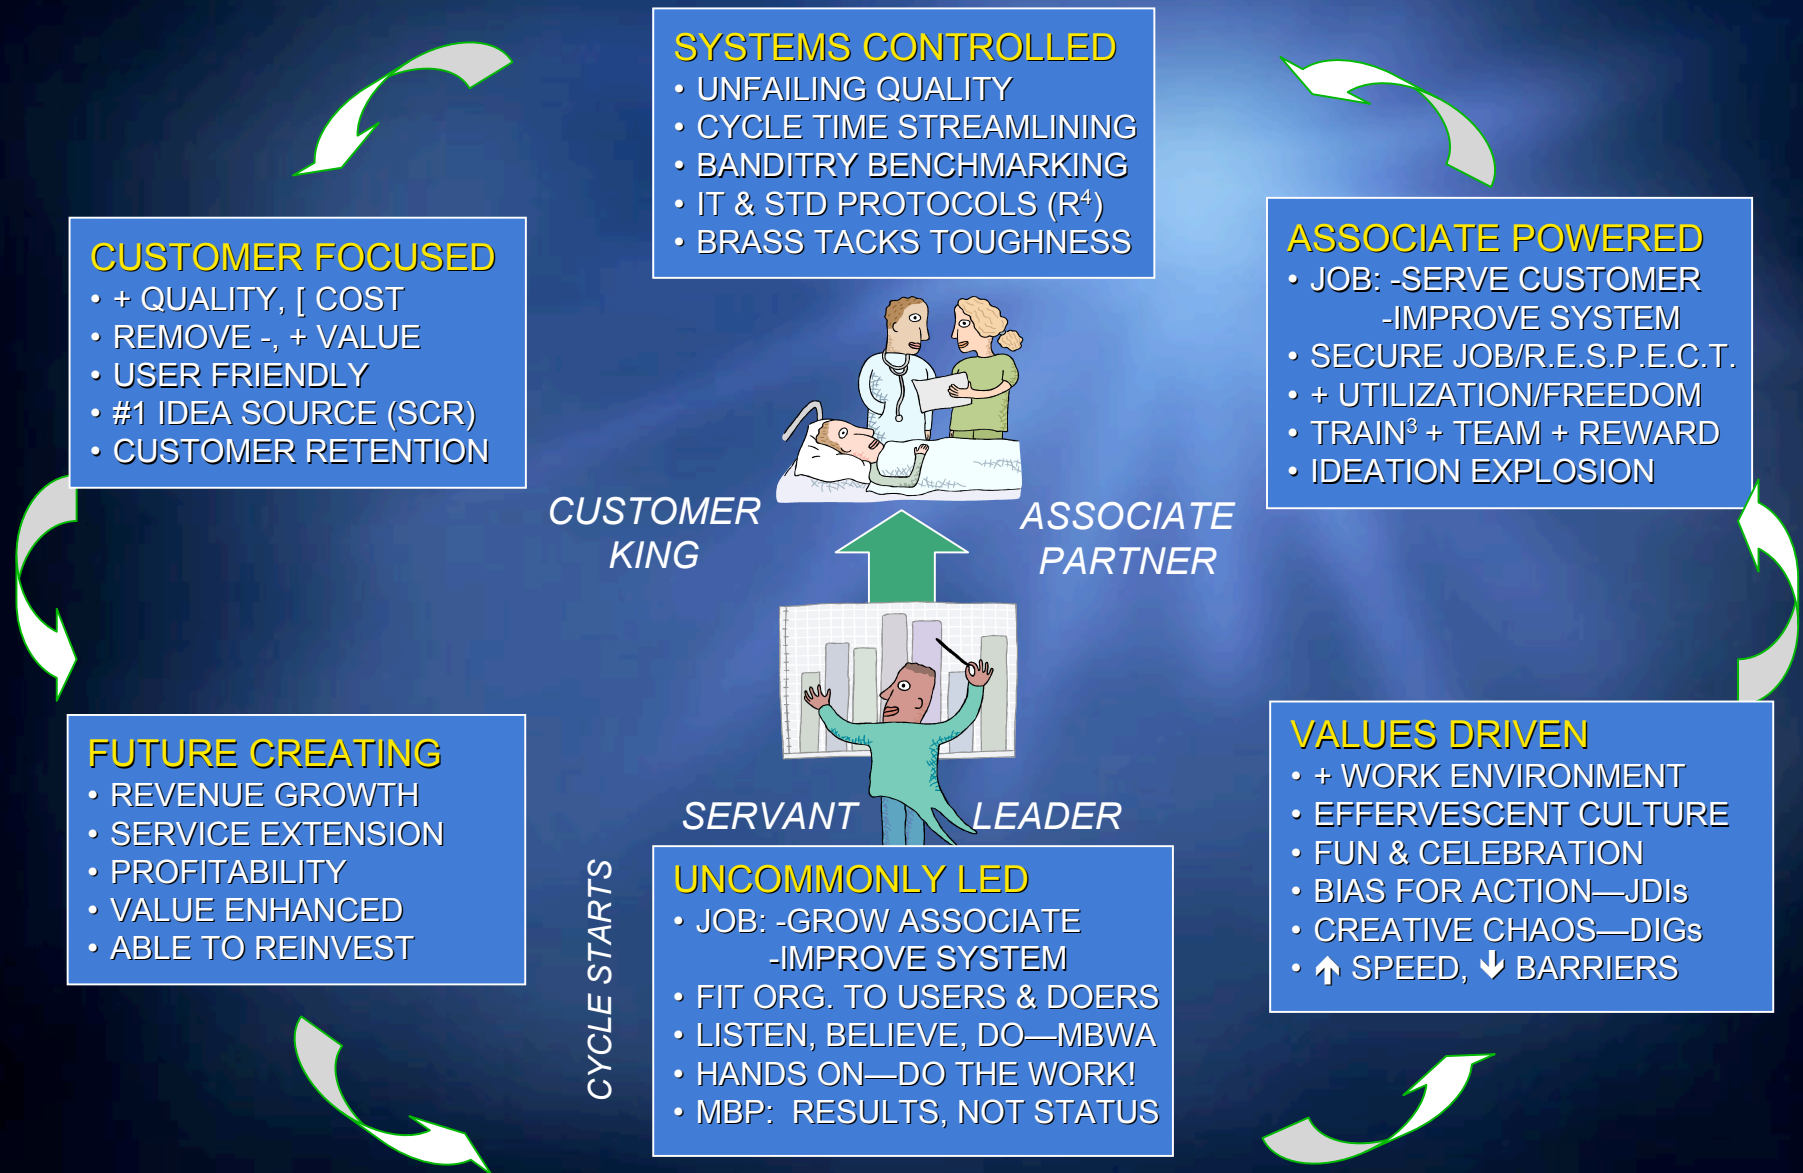 SYSTEMS CONTROLLED
• UNFAILING QUALITY
• CYCLE TIME STREAMLINING
• BANDITRY BENCHMARKING
• IT & STD PROTOCOLS (R⁴)
• BRASS TACKS TOUGHNESS
CUSTOMER FOCUSED
• + QUALITY, [ COST
• REMOVE -, + VALUE
• USER FRIENDLY
• #1 IDEA SOURCE (SCR)
• CUSTOMER RETENTION
ASSOCIATE POWERED
• JOB: -SERVE CUSTOMER
-IMPROVE SYSTEM
• SECURE JOB/R.E.S.P.E.C.T.
• + UTILIZATION/FREEDOM
• TRAIN³ + TEAM + REWARD
• IDEATION EXPLOSION
CUSTOMER
KING
ASSOCIATE
PARTNER
FUTURE CREATING
• REVENUE GROWTH
• SERVICE EXTENSION
• PROFITABILITY
• VALUE ENHANCED
• ABLE TO REINVEST
SERVANT LEADER
CYCLE STARTS
UNCOMMONLY LED
• JOB: -GROW ASSOCIATE
-IMPROVE SYSTEM
• FIT ORG. TO USERS & DOERS
• LISTEN, BELIEVE, DO—MBWA
• HANDS ON—DO THE WORK!
• MBP: RESULTS, NOT STATUS
VALUES DRIVEN
• + WORK ENVIRONMENT
• EFFERVESCENT CULTURE
• FUN & CELEBRATION
• BIAS FOR ACTION—JDIs
• CREATIVE CHAOS—DIGs
• ↑ SPEED, ↓ BARRIERS